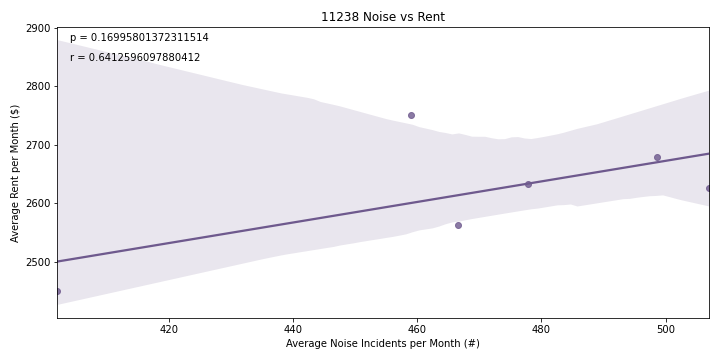 11238 Noise vs Rent
p = 0.16995801372311514
r = 0.6412596097880412
2900
2800
2700
2600
2500
Average Rent per Month ($)
420
440
460
480
500
Average Noise Incidents per Month (#)